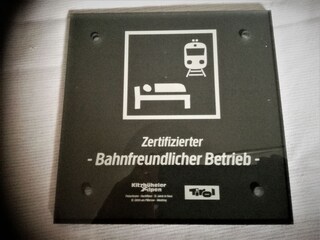 Zertifizierter
- Bahnfreundlicher Betrieb -
Kitzbüheler
Alpen
Tirol